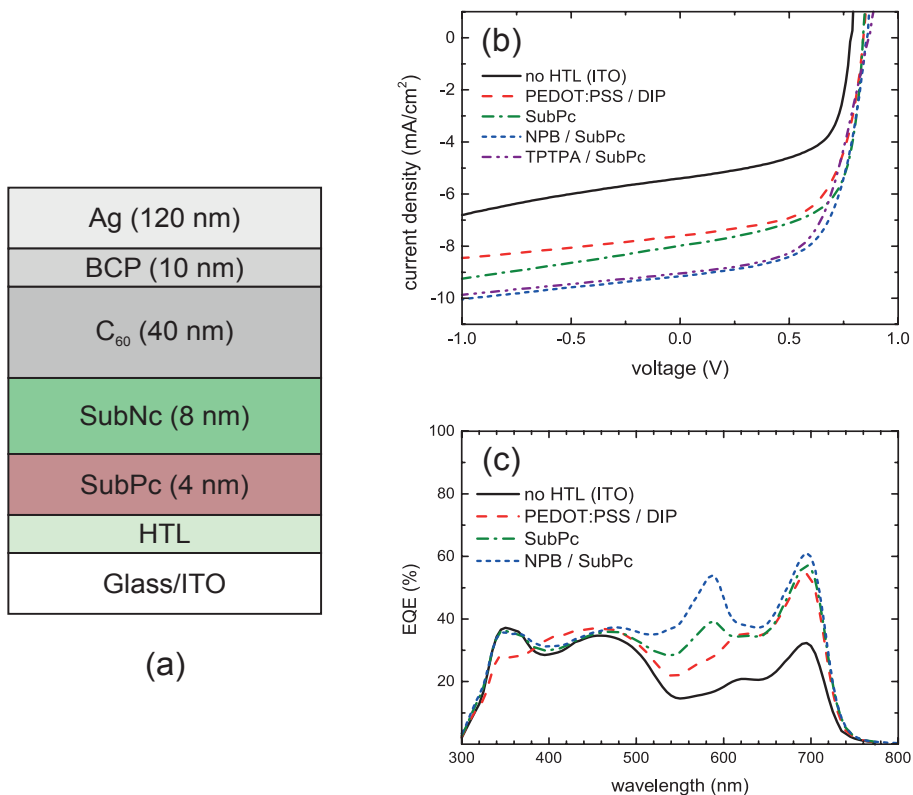 Ag (120 nm)
BCP (10 nm)
C₆₀ (40 nm)
SubNc (8 nm)
SubPc (4 nm)
HTL
Glass/ITO
(a)
(b)
no HTL (ITO)
PEDOT:PSS / DIP
SubPc
NPB / SubPc
TPTPA / SubPc
0
-2
-4
-6
-8
-10
current density (mA/cm²)
-1.0 -0.5 0.0 0.5 1.0
voltage (V)
(c)
no HTL (ITO)
PEDOT:PSS / DIP
SubPc
NPB / SubPc
100
80
60
40
20
EQE (%)
300 400 500 600 700 800
wavelength (nm)